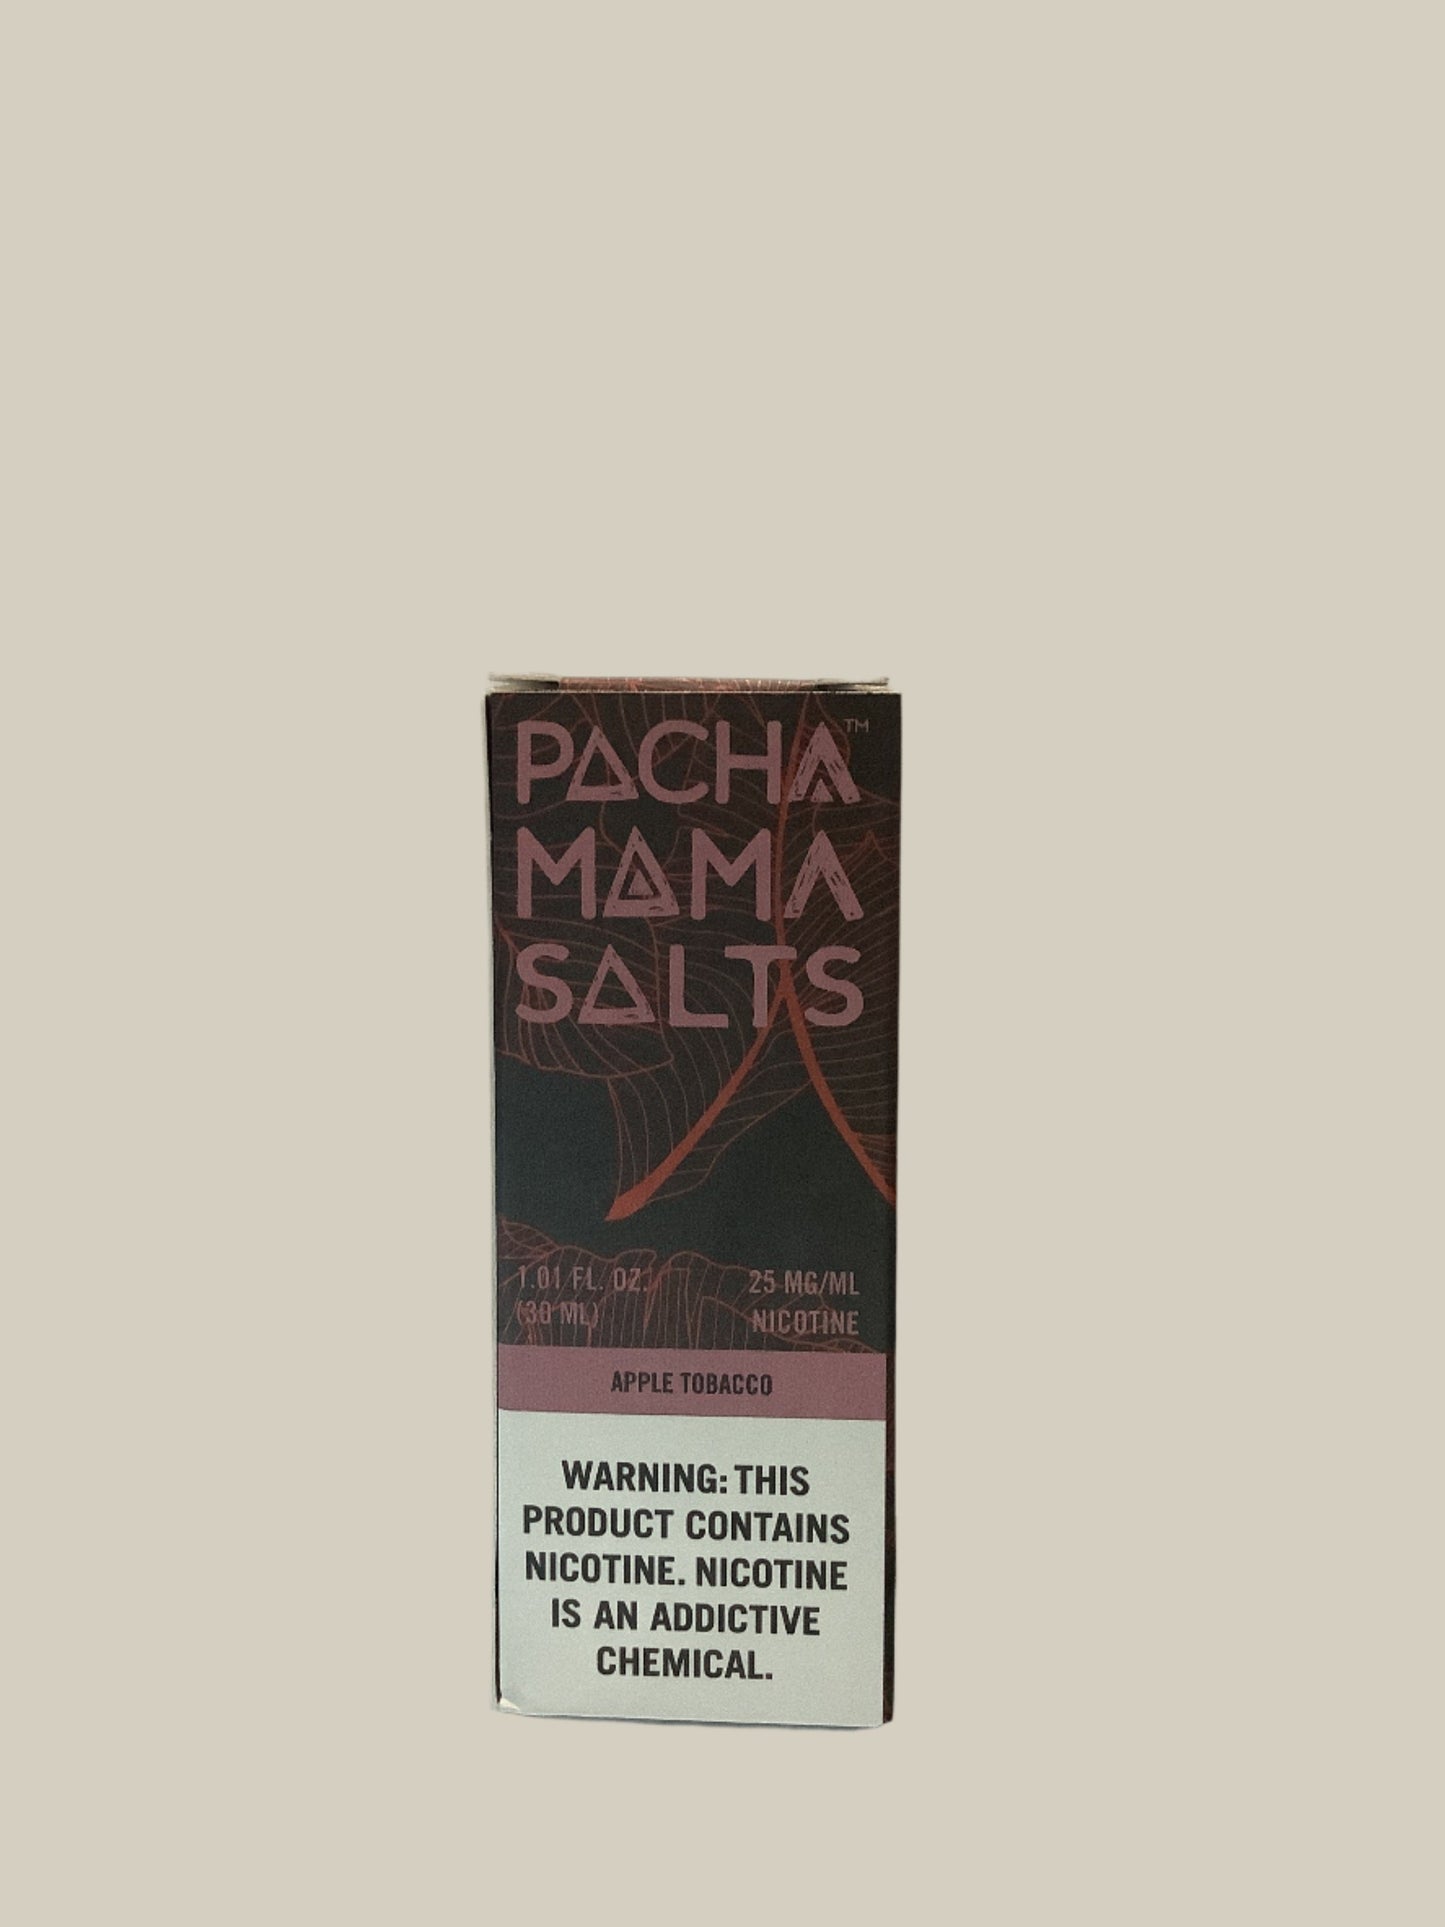 PACHA™
MAMA
SALTS
1.01 FL. OZ.
(30 ML)
25 MG/ML
NICOTINE
APPLE TOBACCO
WARNING: THIS
PRODUCT CONTAINS
NICOTINE. NICOTINE
IS AN ADDICTIVE
CHEMICAL.